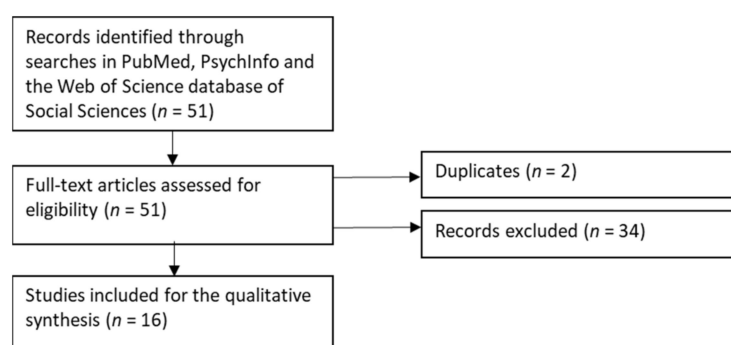 Records identified through
searches in PubMed, PsychInfo and
the Web of Science database of
Social Sciences (n = 51)
Full-text articles assessed for
eligibility (n = 51)
Duplicates (n = 2)
Records excluded (n = 34)
Studies included for the qualitative
synthesis (n = 16)